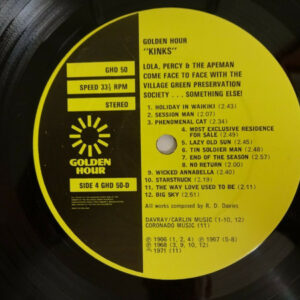 GOLDEN HOUR
"KINKS"
LOLA, PERCY & THE APEMAN
COME FACE TO FACE WITH THE
VILLAGE GREEN PRESERVATION
SOCIETY . . . SOMETHING ELSE!
1. HOLIDAY IN WAIKIKI (2.43)
2. SESSION MAN (2.07)
3. PHENOMENAL CAT (2.34)
4. MOST EXCLUSIVE RESIDENCE
FOR SALE (2.49)
5. LAZY OLD SUN (2.45)
6. TIN SOLDIER MAN (2.48)
7. END OF THE SEASON (2.57)
8. NO RETURN (2.00)
9. WICKED ANNABELLA (2.40)
10. STARSTRUCK (2.19)
11. THE WAY LOVE USED TO BE (2.11)
12. BIG SKY (2.51)
All works composed by R. D. Davies
DAVRAY/CARLIN MUSIC (1-10, 12)
CORONADO MUSIC (11)
℗ 1966 (1, 2, 4) ℗ 1967 (5-8)
℗ 1968 (3, 9, 10, 12)
℗ 1971 (11)
GHD 50
SPEED 33⅓ RPM
STEREO
GOLDEN
HOUR
SIDE 4 GHD 50-D